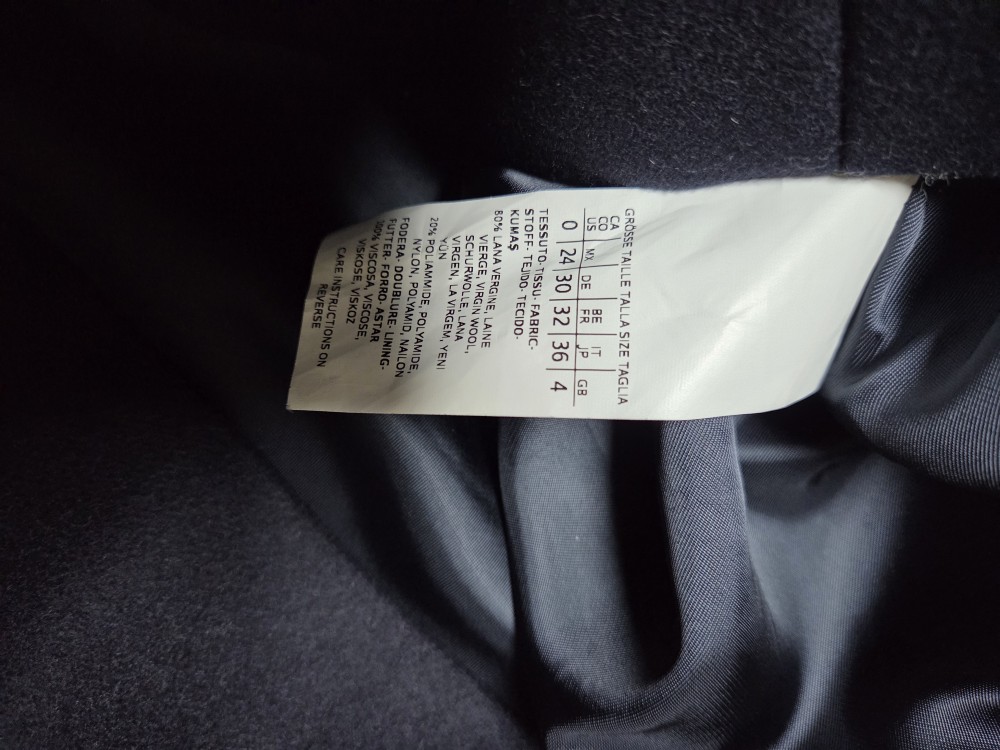 GRÖSSE TAILLE TALLA SIZE TAGLIA
CA CO US | MX | DE | BE FR | IT JP | GB
0 | 24 | 30 | 32 | 36 | 4
TESSUTO-TISSU- FABRIC-
STOFF- TEJIDO- TECIDO-
KUMAŞ
80% LANA VERGINE, LAINE
VIERGE, VIRGIN WOOL,
SCHURWOLLE, LANA
VIRGEN, LA VIRGEM, YENI
YÜN
20% POLIAMMIDE, POLYAMIDE,
NYLON, POLYAMID, NAILON
FODERA- DOUBLURE- LINING-
FUTTER- FORRO- ASTAR
100% VISCOSA, VISCOSE,
VISKOSE, VISKOZ
CARE INSTRUCTIONS ON
REVERSE